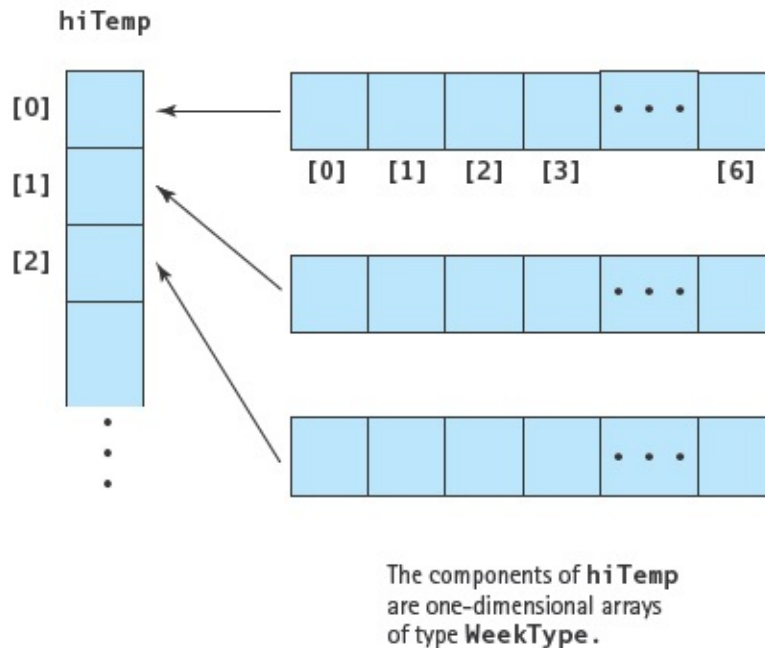 hiTemp
[0]
[1]
[2]
• • •
[0] [1] [2] [3] [6]
• • •
• • •
•
•
•
The components of hiTemp
are one-dimensional arrays
of type WeekType.